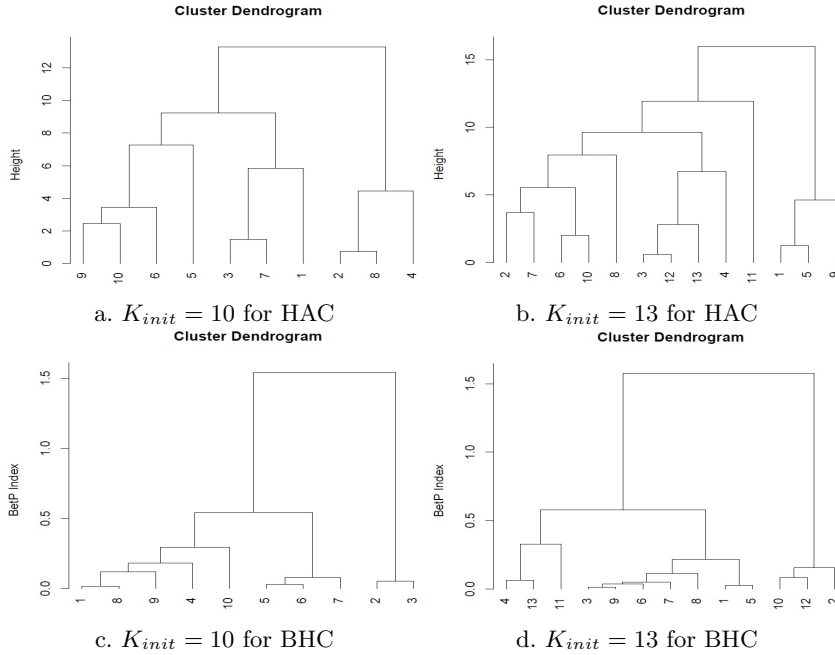 Cluster Dendrogram
Height
0 2 4 6 8 10 12
9 10 6 5 3 7 1 2 8 4
a. K_init = 10 for HAC
Cluster Dendrogram
Height
0 5 10 15
2 7 6 10 8 3 12 13 4 11 1 5 9
b. K_init = 13 for HAC
Cluster Dendrogram
BetP Index
0.0 0.5 1.0 1.5
1 8 9 4 10 5 6 7 2 3
c. K_init = 10 for BHC
Cluster Dendrogram
BetP Index
0.0 0.5 1.0 1.5
4 13 11 3 9 6 7 8 1 5 10 12 2
d. K_init = 13 for BHC